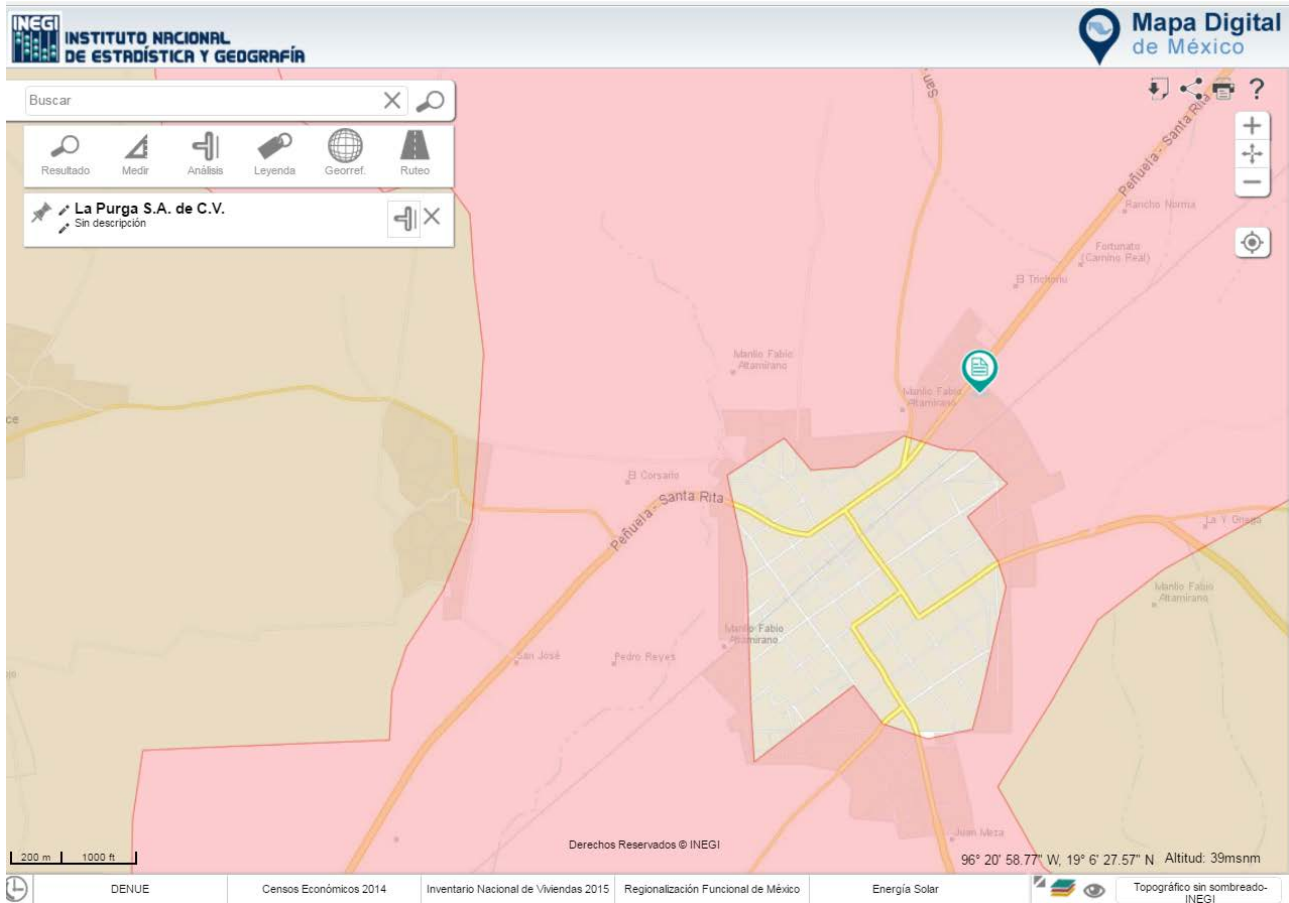 INEGI
INSTITUTO NACIONAL
DE ESTADÍSTICA Y GEOGRAFÍA
Mapa Digital
de México
Buscar
Resultado
Medir
Análisis
Leyenda
Georref.
Ruteo
La Purga S.A. de C.V.
Sin descripción
San
Peñuela - Santa Rita
Rancho Norma
Fortunato
(Camino Real)
Manlio Fabio
Altamirano
Manlio Fabio
Altamirano
ce
El Corsario
Peñuela - Santa Rita
La Y Griega
Manlio Fabio
Altamirano
Manlio Fabio
Altamirano
San José
Pedro Reyes
Juan Meza
200 m
1000 ft
Derechos Reservados © INEGI
96° 20' 58.77" W, 19° 6' 27.57" N
Altitud: 39msnm
DENUE
Censos Económicos 2014
Inventario Nacional de Viviendas 2015
Regionalización Funcional de México
Energía Solar
Topográfico sin sombreado-
INEGI